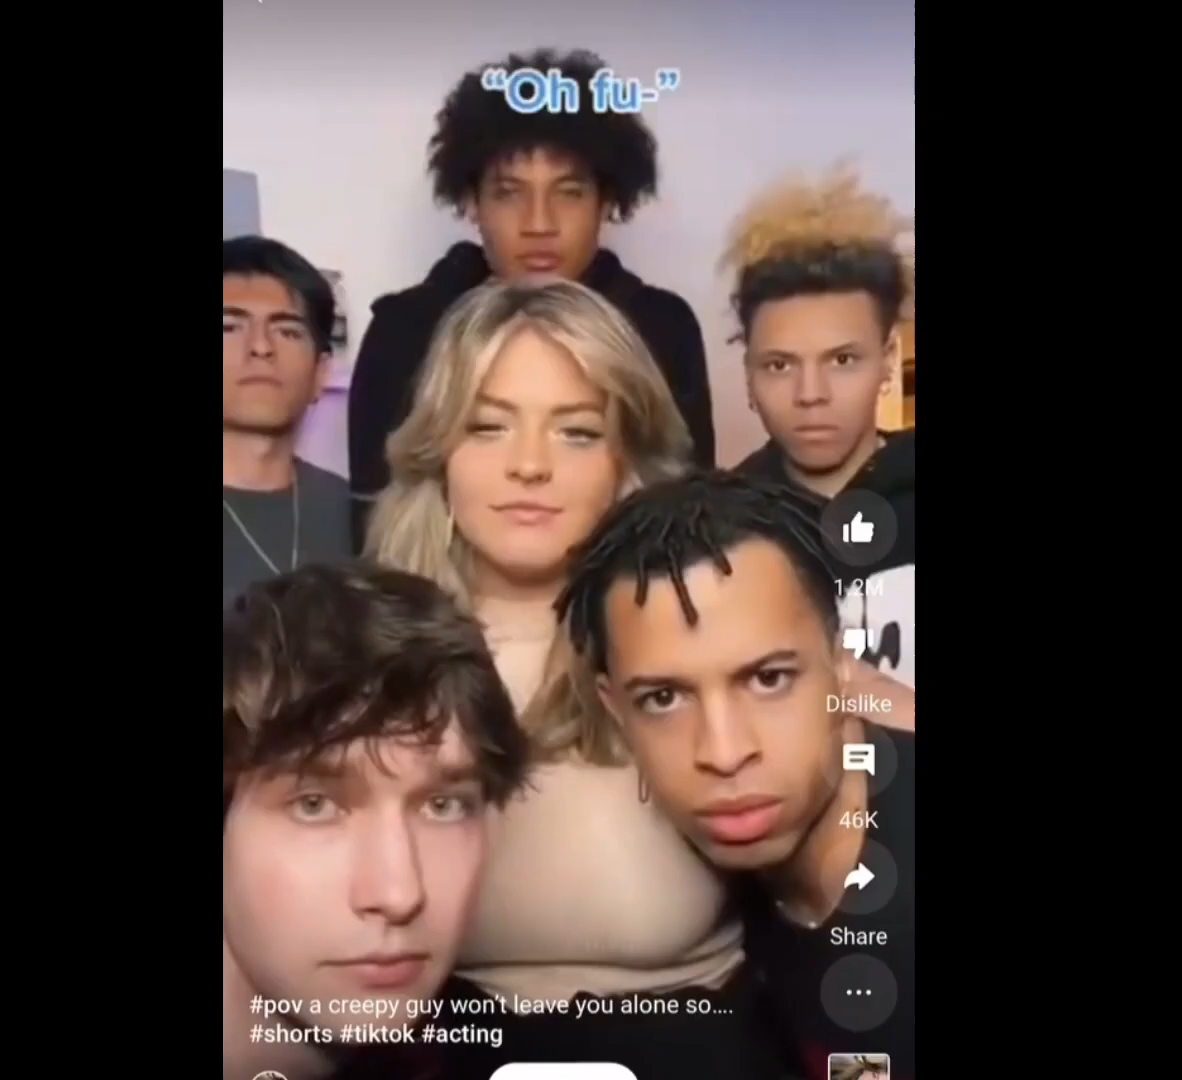 “Oh fu-”
1.2M
Dislike
46K
Share
#pov a creepy guy won’t leave you alone so....
#shorts #tiktok #acting